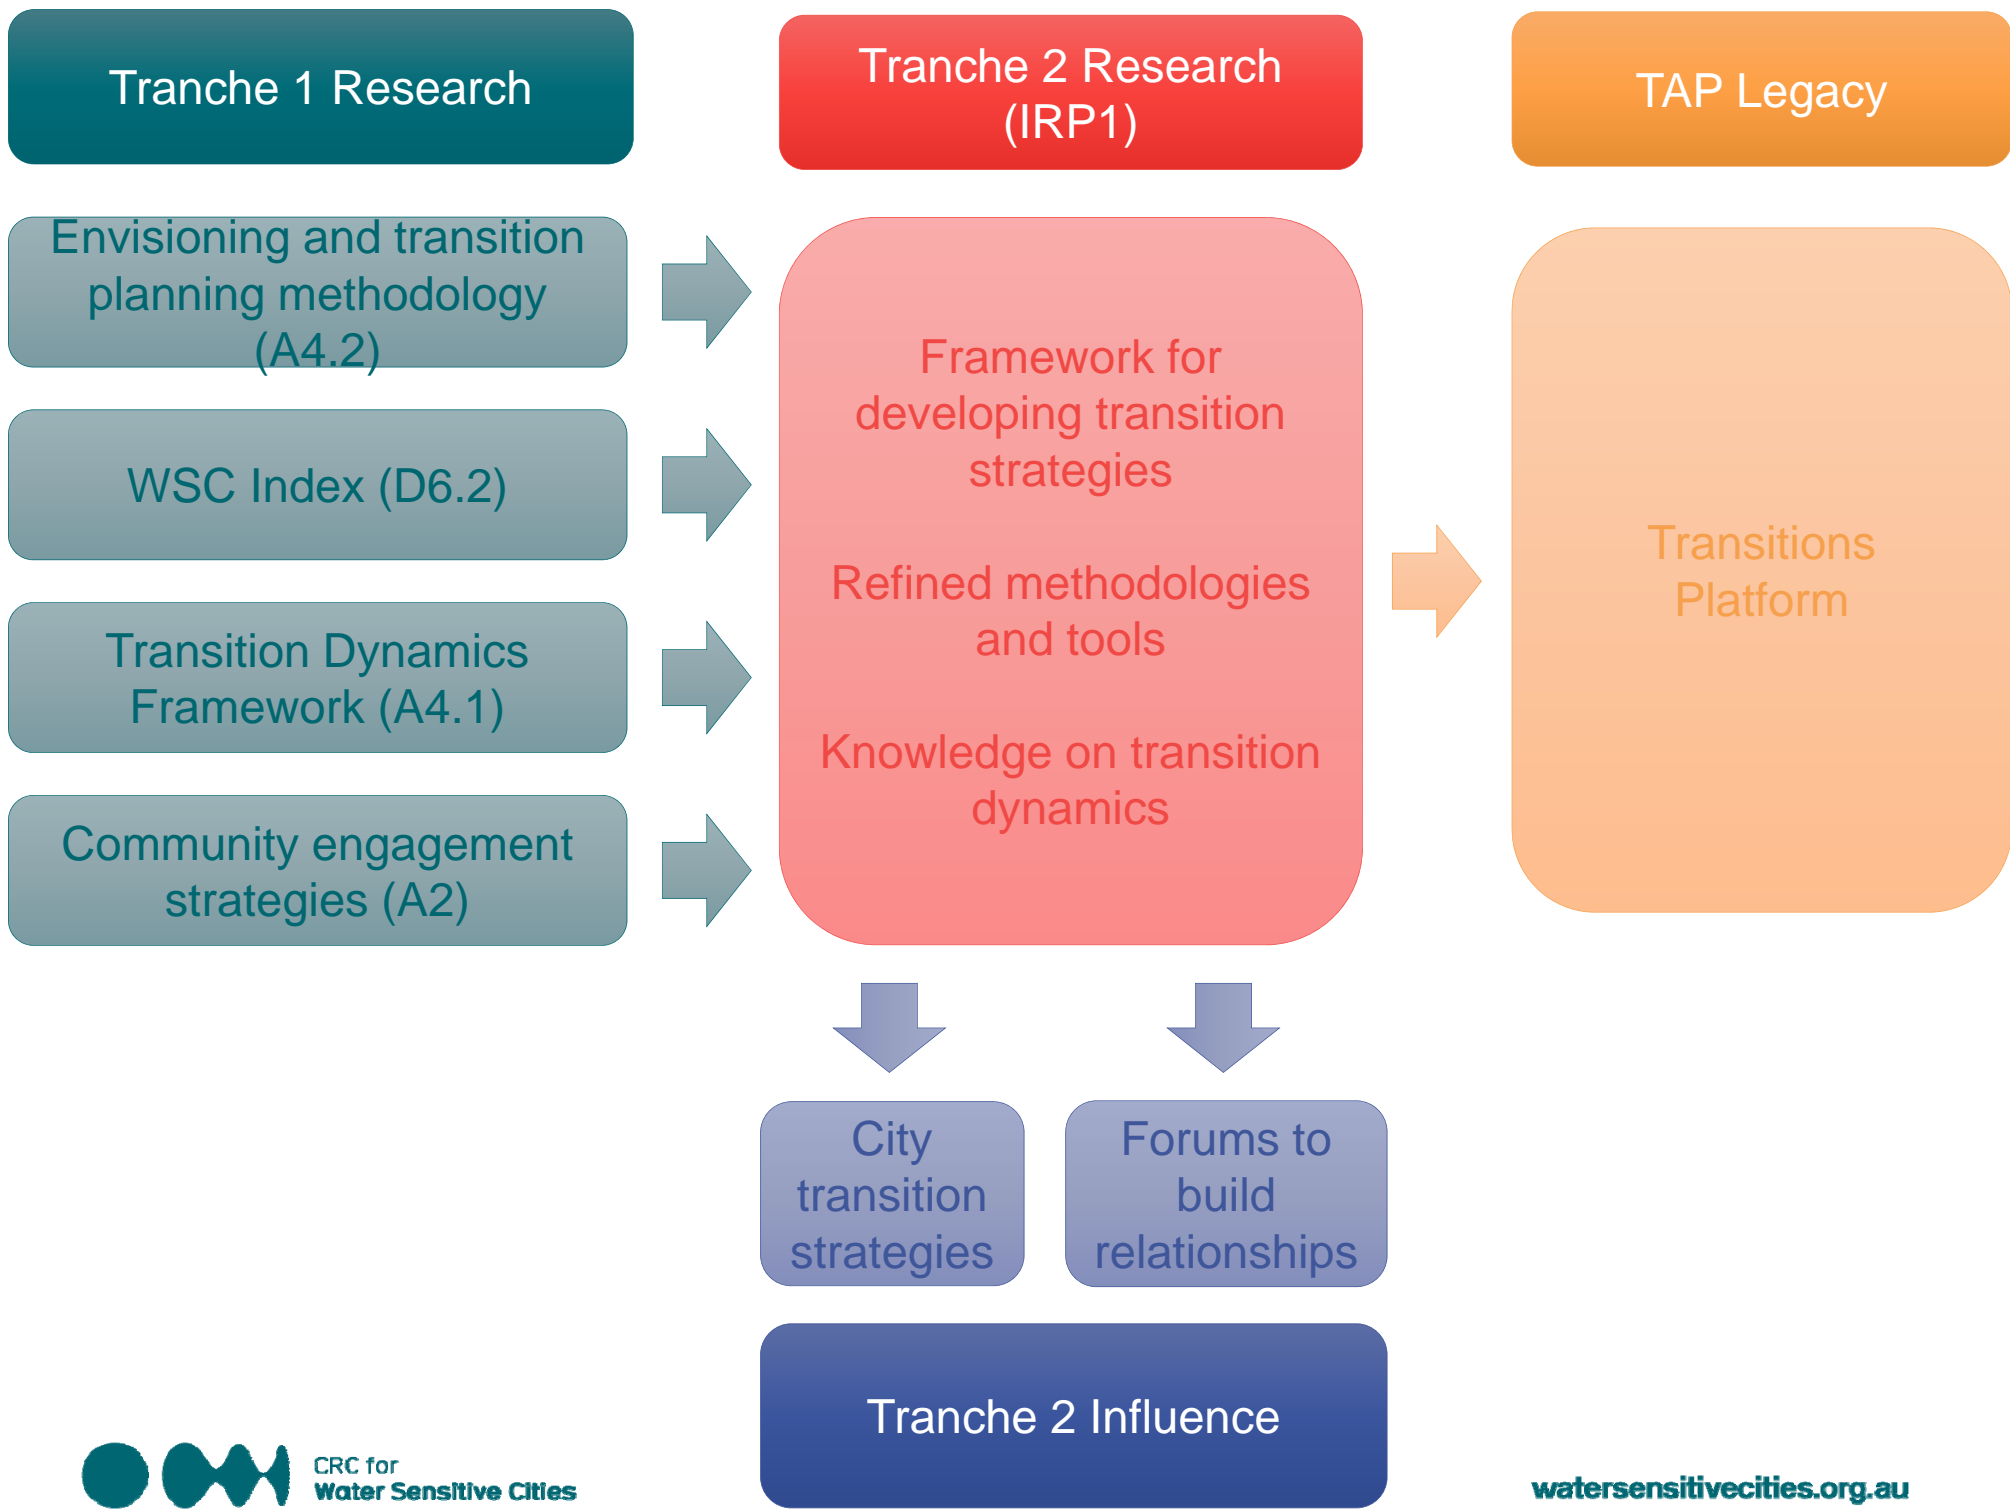 Tranche 1 Research
Tranche 2 Research
(IRP1)
TAP Legacy
Envisioning and transition
planning methodology
(A4.2)
WSC Index (D6.2)
Transition Dynamics
Framework (A4.1)
Community engagement
strategies (A2)
Framework for
developing transition
strategies
Refined methodologies
and tools
Knowledge on transition
dynamics
Transitions
Platform
City
transition
strategies
Forums to
build
relationships
Tranche 2 Influence
CRC for
Water Sensitive Cities
watersensitivecities.org.au